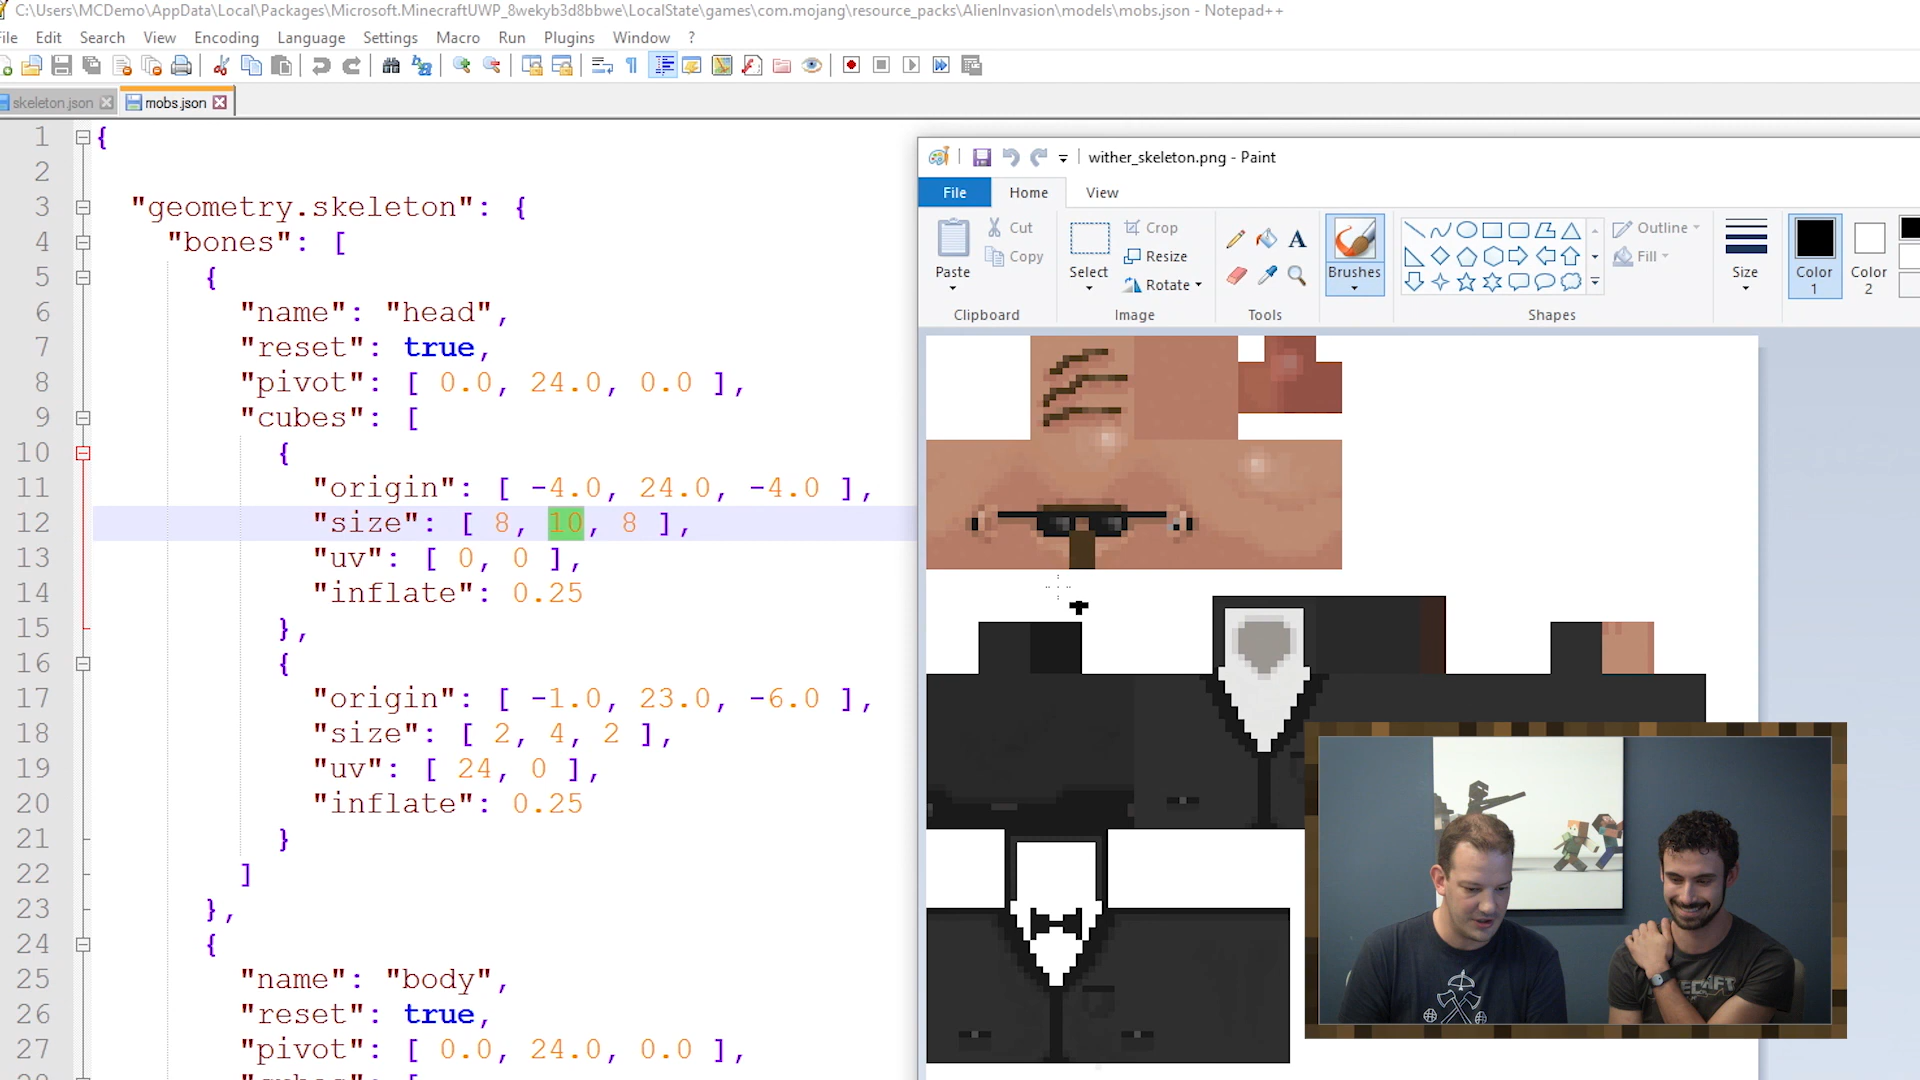 C:\Users\MCDemo\AppData\Local\Packages\Microsoft.MinecraftUWP_8wekyb3d8bbwe\LocalState\games\com.mojang\resource_packs\AlienInvasion\models\mobs.json - Notepad++
File Edit Search View Encoding Language Settings Macro Run Plugins Window ?
skeleton.json mobs.json
1 {
2
3 "geometry.skeleton": {
4 "bones": [
5 {
6 "name": "head",
7 "reset": true,
8 "pivot": [ 0.0, 24.0, 0.0 ],
9 "cubes": [
10 {
11 "origin": [ -4.0, 24.0, -4.0 ],
12 "size": [ 8, 10, 8 ],
13 "uv": [ 0, 0 ],
14 "inflate": 0.25
15 },
16 {
17 "origin": [ -1.0, 23.0, -6.0 ],
18 "size": [ 2, 4, 2 ],
19 "uv": [ 24, 0 ],
20 "inflate": 0.25
21 }
22 ]
23 },
24 {
25 "name": "body",
26 "reset": true,
27 "pivot": [ 0.0, 24.0, 0.0 ],
wither_skeleton.png - Paint
File Home View
Paste Cut Copy
Clipboard
Select Crop Resize Rotate
Image
A
Tools
Brushes
Outline Fill
Shapes
Size
Color 1
Color 2